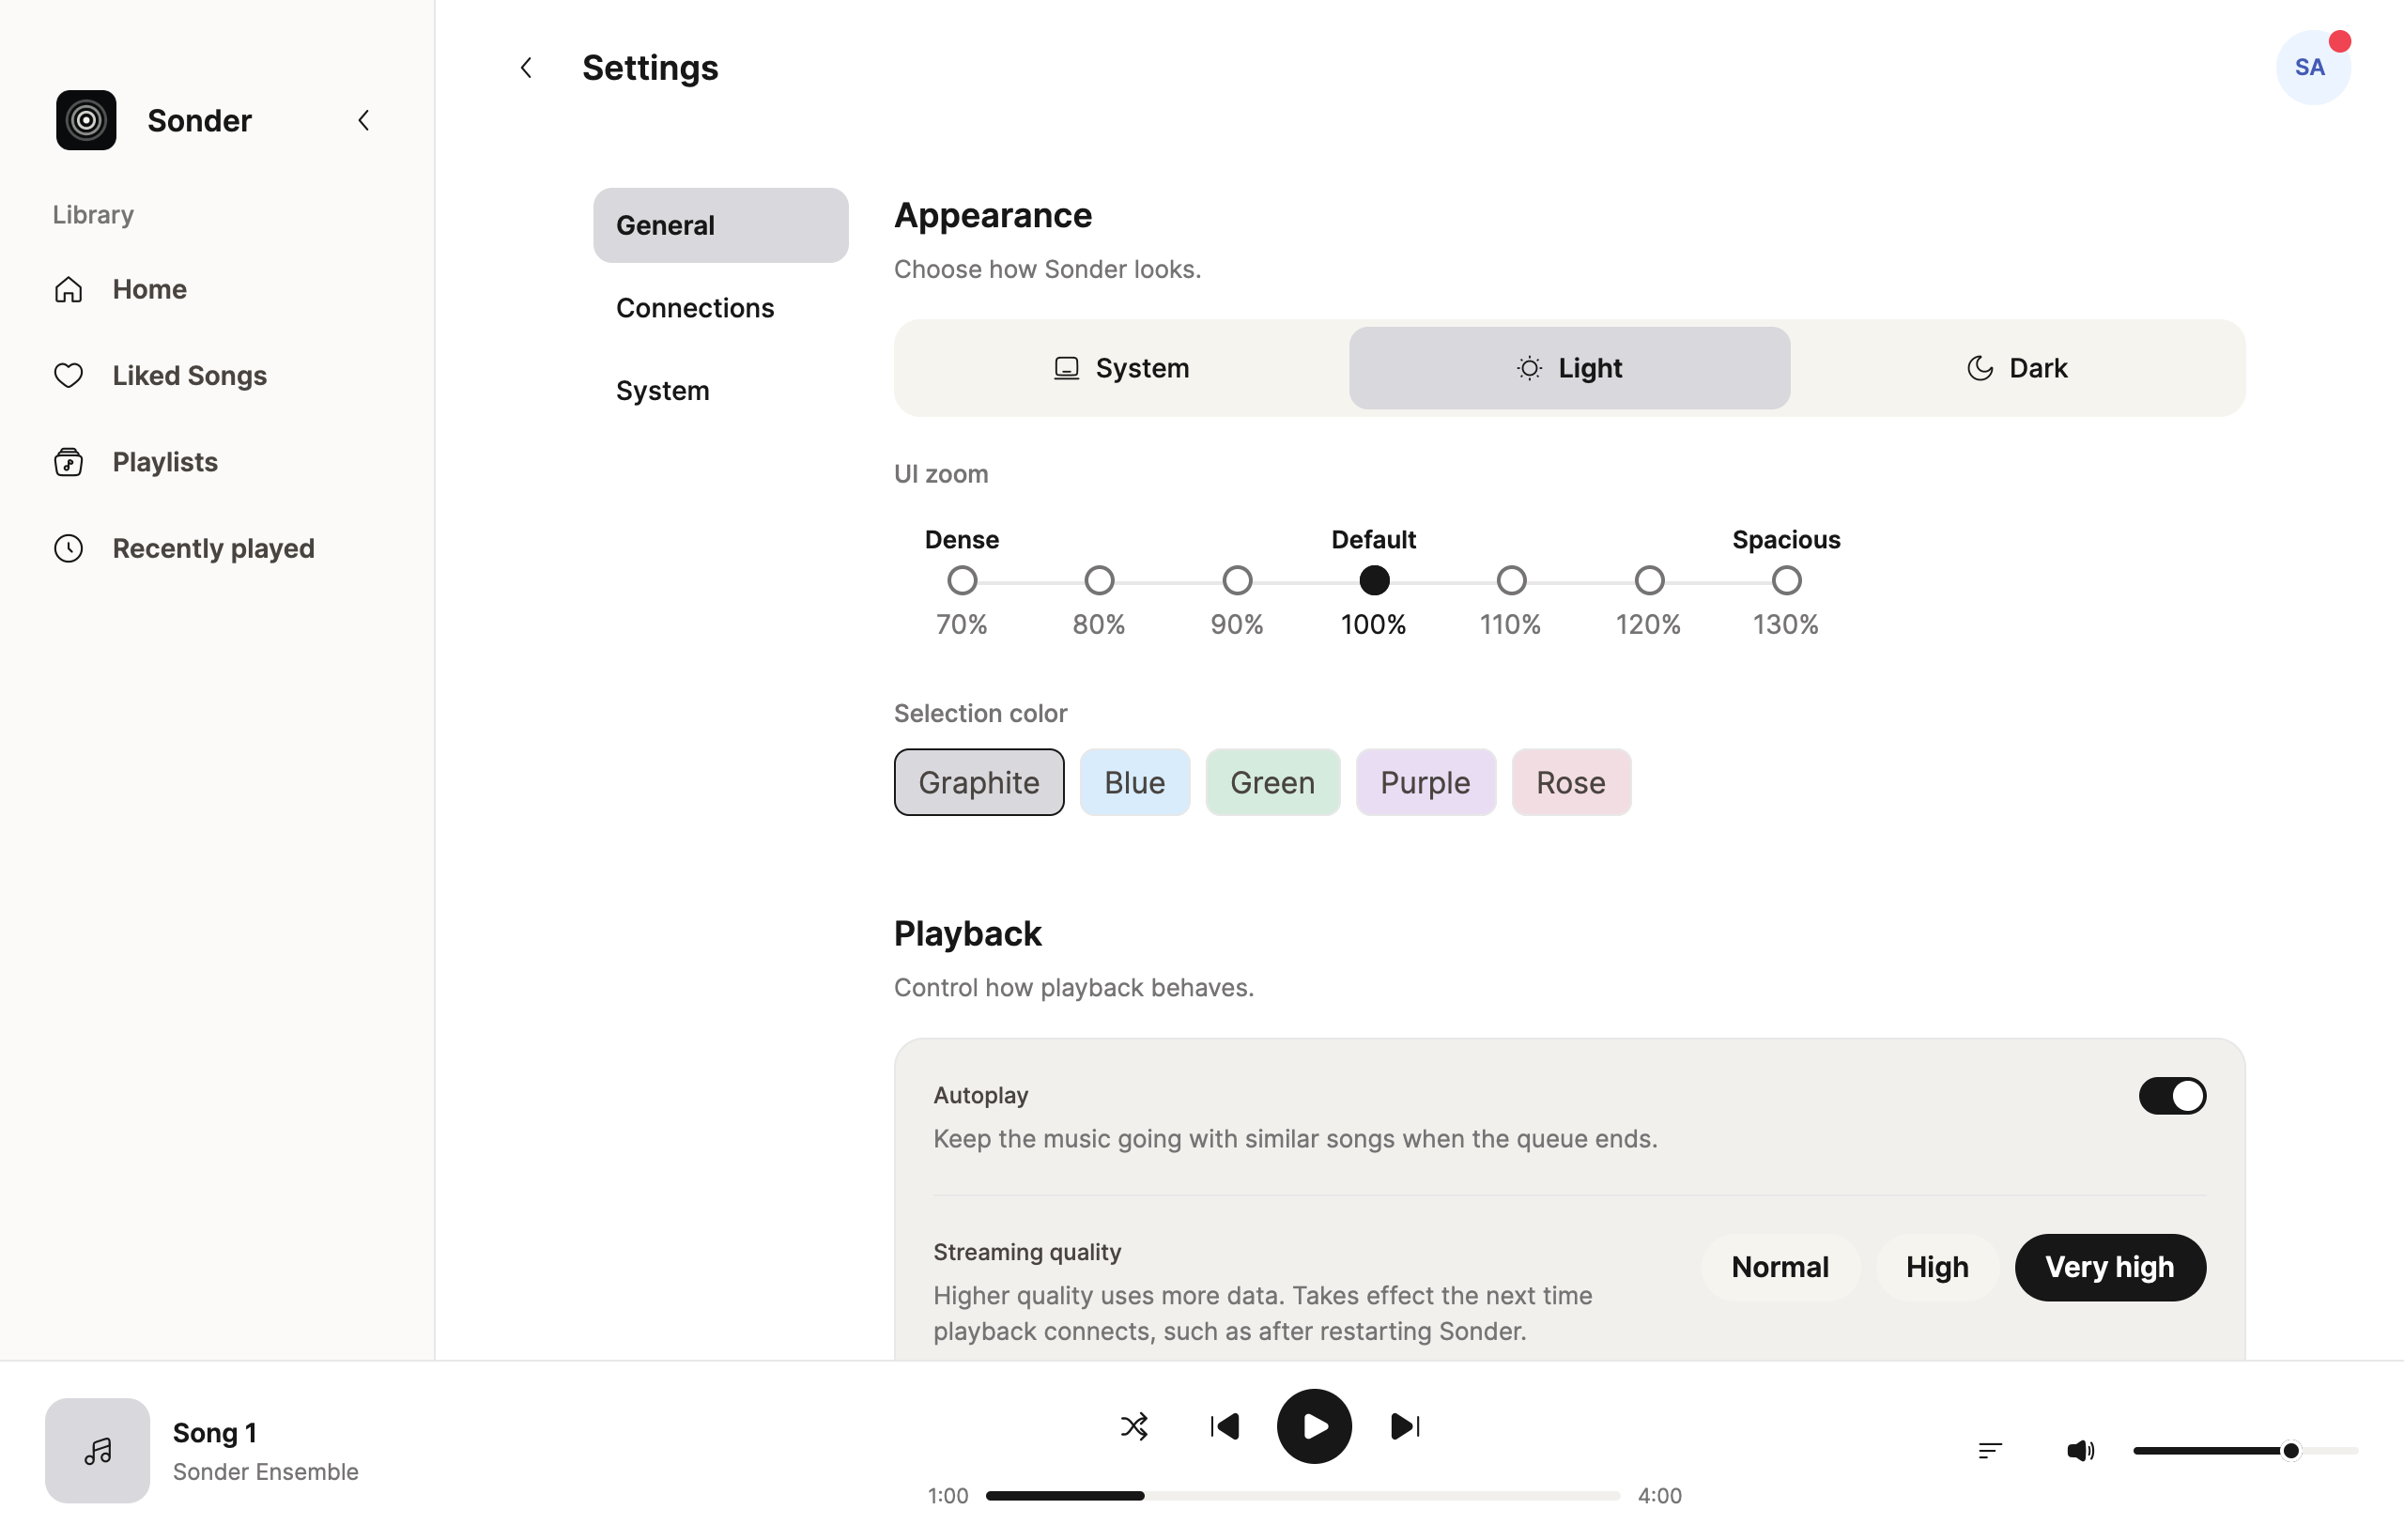 Sonder
Library
Home
Liked Songs
Playlists
Recently played
Settings
SA
General
Connections
System
Appearance
Choose how Sonder looks.
System
Light
Dark
UI zoom
Dense
Default
Spacious
70%
80%
90%
100%
110%
120%
130%
Selection color
Graphite
Blue
Green
Purple
Rose
Playback
Control how playback behaves.
Autoplay
Keep the music going with similar songs when the queue ends.
Streaming quality
Higher quality uses more data. Takes effect the next time
playback connects, such as after restarting Sonder.
Normal
High
Very high
Song 1
Sonder Ensemble
1:00
4:00